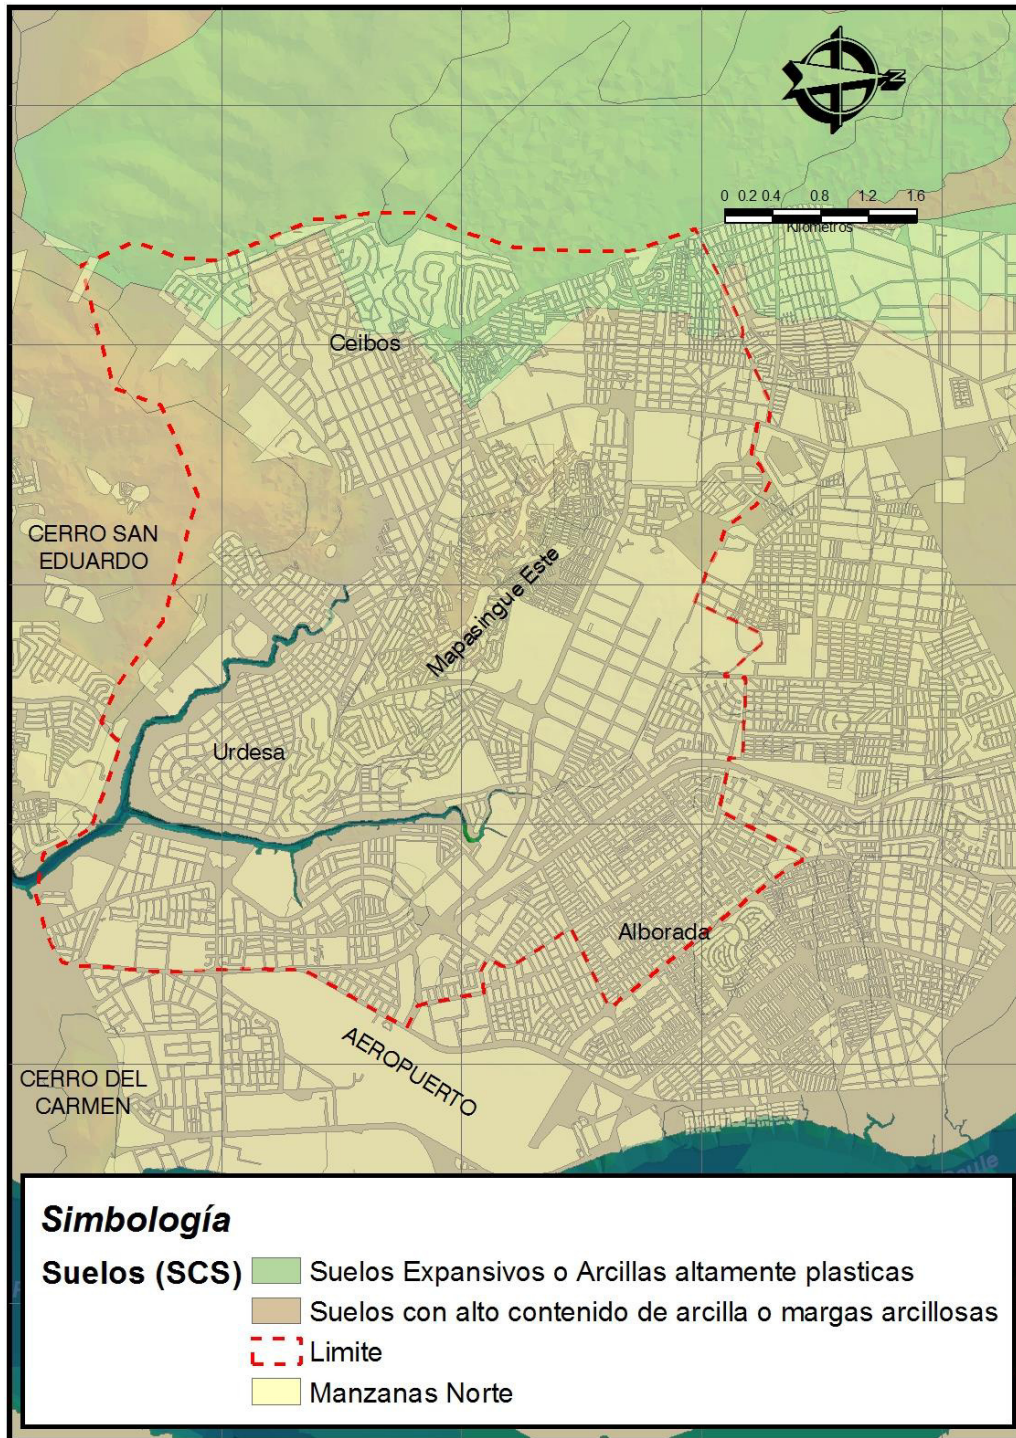 N
0 0.2 0.4 0.8 1.2 1.6
Kilometros
Ceibos
CERRO SAN
EDUARDO
Mapasingue Este
Urdesa
Alborada
AEROPUERTO
CERRO DEL
CARMEN
Simbología
Suelos (SCS)
Suelos Expansivos o Arcillas altamente plasticas
Suelos con alto contenido de arcilla o margas arcillosas
Limite
Manzanas Norte